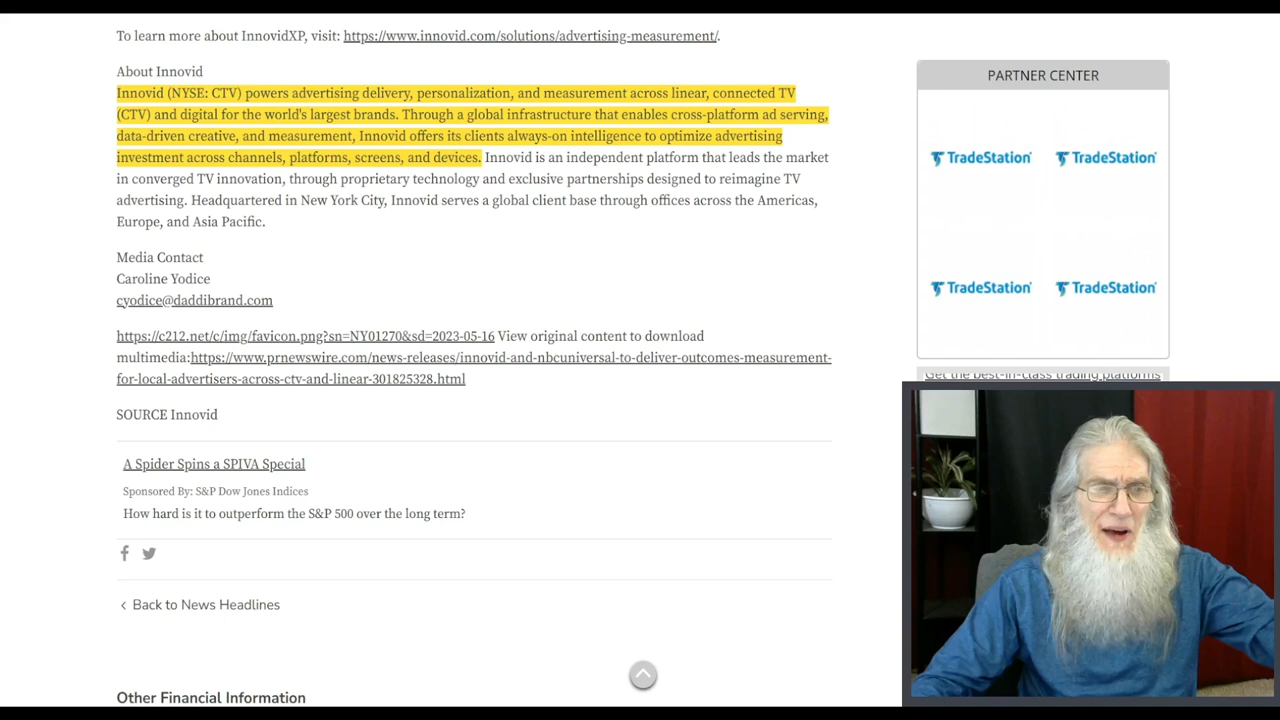 To learn more about InnovidXP, visit: https://www.innovid.com/solutions/advertising-measurement/.
About Innovid
Innovid (NYSE: CTV) powers advertising delivery, personalization, and measurement across linear, connected TV
(CTV) and digital for the world's largest brands. Through a global infrastructure that enables cross-platform ad serving,
data-driven creative, and measurement, Innovid offers its clients always-on intelligence to optimize advertising
investment across channels, platforms, screens, and devices. Innovid is an independent platform that leads the market
in converged TV innovation, through proprietary technology and exclusive partnerships designed to reimagine TV
advertising. Headquartered in New York City, Innovid serves a global client base through offices across the Americas,
Europe, and Asia Pacific.
Media Contact
Caroline Yodice
cyodice@daddibrand.com
https://c212.net/c/img/favicon.png?sn=NY01270&sd=2023-05-16 View original content to download
multimedia:https://www.prnewswire.com/news-releases/innovid-and-nbcuniversal-to-deliver-outcomes-measurement-
for-local-advertisers-across-ctv-and-linear-301825328.html
SOURCE Innovid
A Spider Spins a SPIVA Special
Sponsored By: S&P Dow Jones Indices
How hard is it to outperform the S&P 500 over the long term?
Back to News Headlines
Other Financial Information
PARTNER CENTER
TradeStation TradeStation
TradeStation TradeStation
Get the best-in-class trading platforms